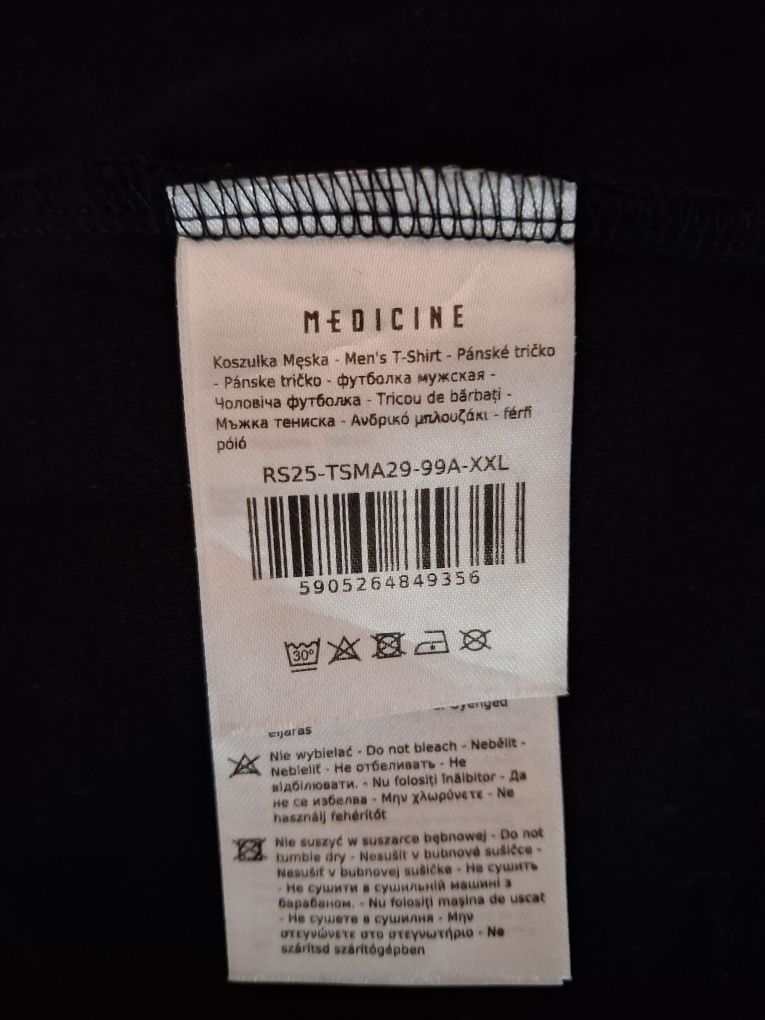 MEDICINE
Koszulka Męska - Men's T-Shirt - Pánské tričko
- Pánske tričko - футболка мужская -
Чоловіча футболка - Tricou de bărbați -
Мъжка тениска - Ανδρικό μπλουζάκι - férfi
póló
RS25-TSMA29-99A-XXL
5905264849356
30°
gyenged
eljárás
Nie wybielać - Do not bleach - Nebělit -
Nebieliť - Не отбеливать - Не
відбілювати. - Nu folosiți înălbitor - Да
не се избелва - Μην χλωρύνετε - Ne
használj fehérítőt
Nie suszyć w suszarce bębnowej - Do not
tumble dry - Nesušit v bubnové sušičce -
Nesušiť v bubnovej sušičke - Не сушить
- Не сушити в сушильній машині з
барабаном. - Nu folosiți mașina de uscat
- Не сушете в сушилня - Μην
στεγνώνετε στο στεγνωτήριο - Ne
szárítsd szárítógépben